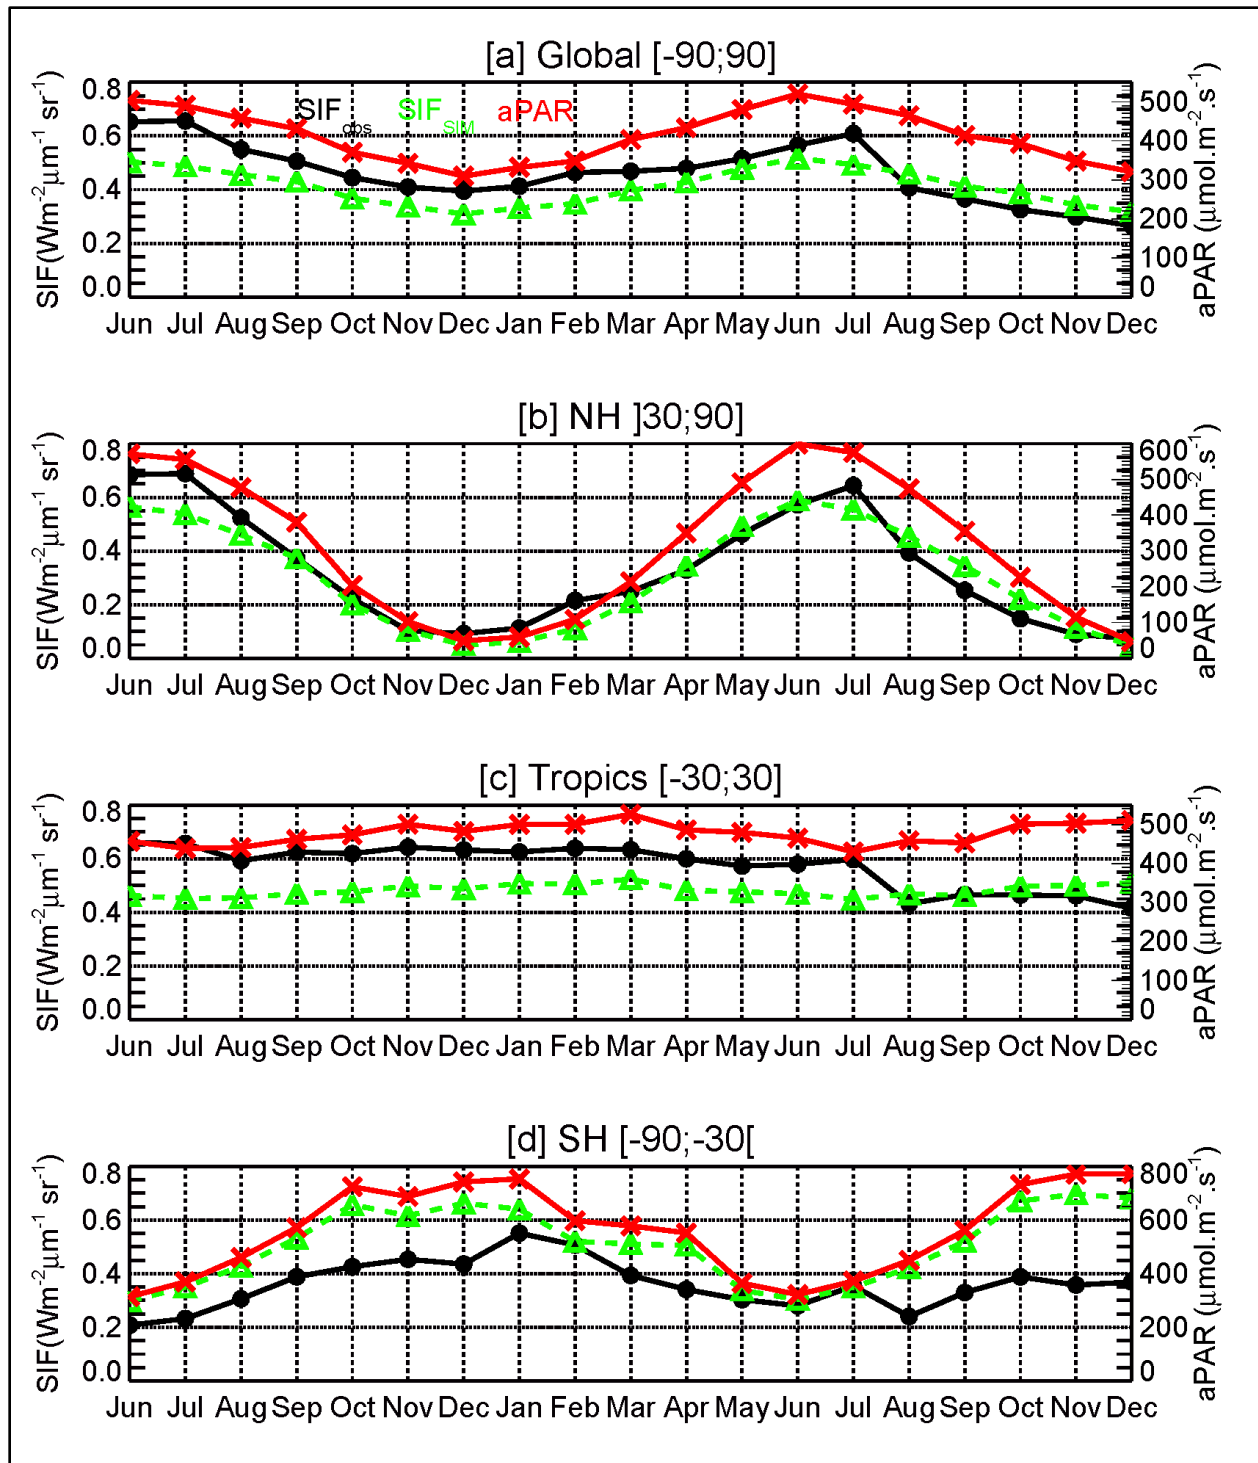 [a] Global [-90;90]
SIF(Wm-2μm-1 sr-1)
0.8
0.6
0.4
0.2
0.0
SIFobs SIFSIM aPAR
500
400
300
200
100
0
aPAR (μmol.m-2.s-1)
Jun Jul Aug Sep Oct Nov Dec Jan Feb Mar Apr May Jun Jul Aug Sep Oct Nov Dec
[b] NH ]30;90]
SIF(Wm-2μm-1 sr-1)
0.8
0.6
0.4
0.2
0.0
600
500
400
300
200
100
0
aPAR (μmol.m-2.s-1)
Jun Jul Aug Sep Oct Nov Dec Jan Feb Mar Apr May Jun Jul Aug Sep Oct Nov Dec
[c] Tropics [-30;30]
SIF(Wm-2μm-1 sr-1)
0.8
0.6
0.4
0.2
0.0
500
400
300
200
100
0
aPAR (μmol.m-2.s-1)
Jun Jul Aug Sep Oct Nov Dec Jan Feb Mar Apr May Jun Jul Aug Sep Oct Nov Dec
[d] SH [-90;-30[
SIF(Wm-2μm-1 sr-1)
0.8
0.6
0.4
0.2
0.0
800
600
400
200
0
aPAR (μmol.m-2.s-1)
Jun Jul Aug Sep Oct Nov Dec Jan Feb Mar Apr May Jun Jul Aug Sep Oct Nov Dec